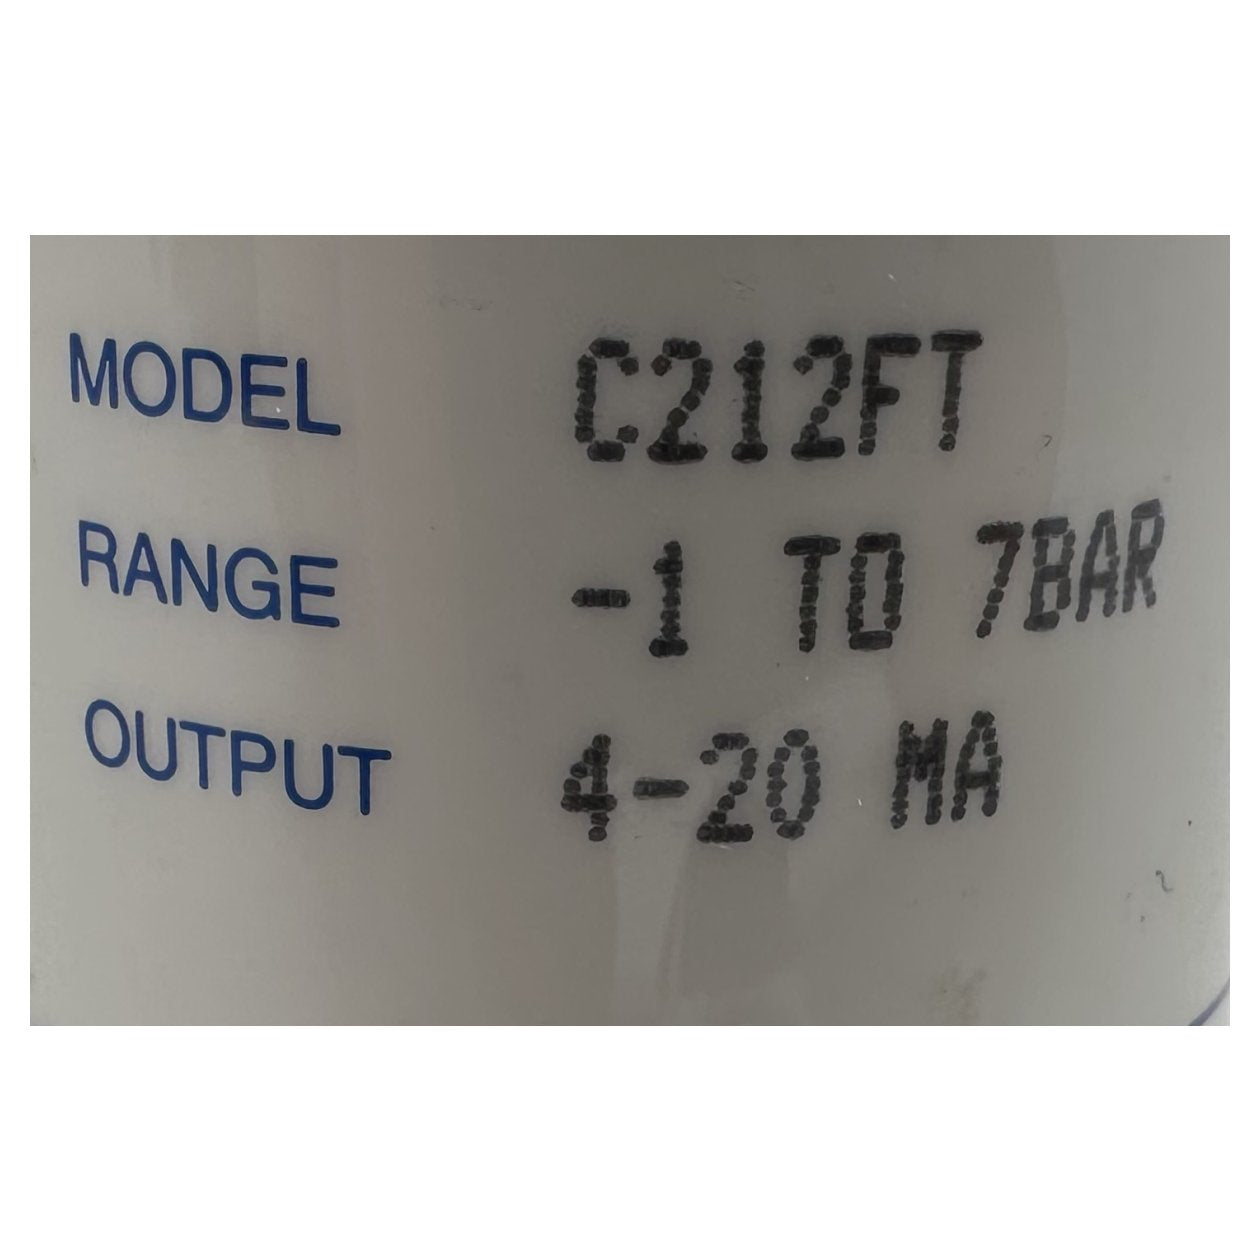 MODEL C212FT
RANGE -1 TO 7BAR
OUTPUT 4-20 MA